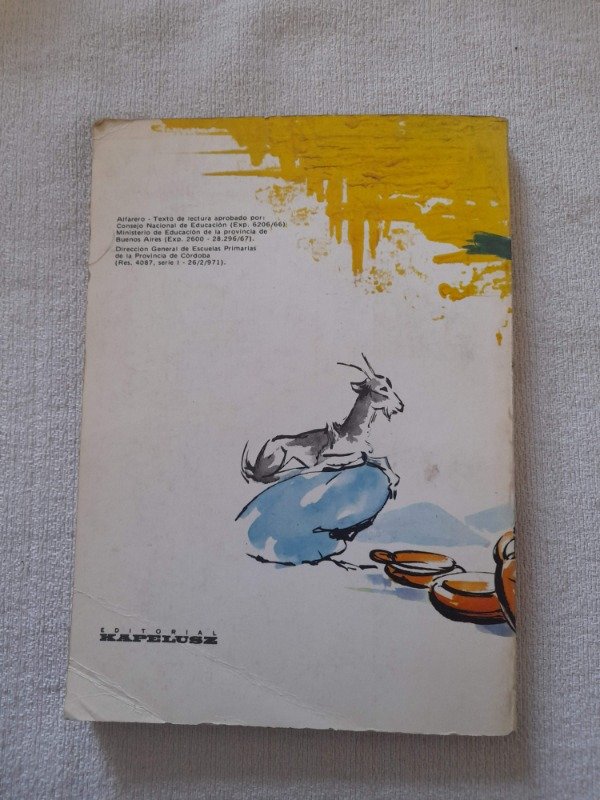 Alfarero - Texto de lectura aprobado por:
Consejo Nacional de Educación (Exp. 6206/66);
Ministerio de Educación de la provincia de
Buenos Aires (Exp. 2600 - 28.296/67).
Dirección General de Escuelas Primarias
de la Provincia de Córdoba
(Res. 4087, serie I - 26/2/971).
EDITORIAL
KAPELUSZ